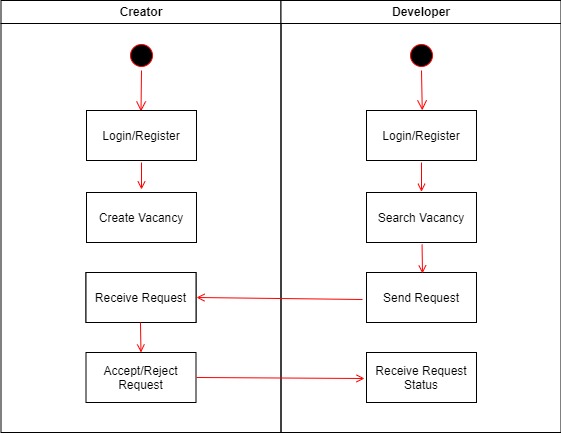 Creator
Developer
Login/Register
Login/Register
Create Vacancy
Search Vacancy
Receive Request
Send Request
Accept/Reject
Request
Receive Request
Status